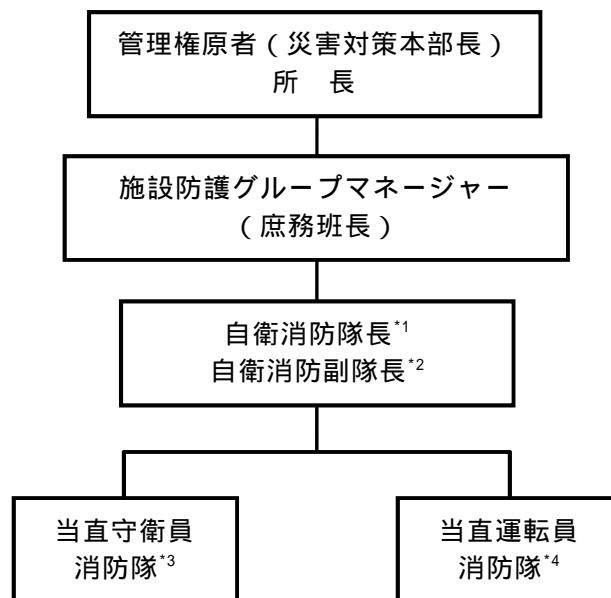 管理権原者（災害対策本部長）
所　長
施設防護グループマネージャー
（庶務班長）
自衛消防隊長*1
自衛消防副隊長*2
当直守衛員
消防隊*3
当直運転員
消防隊*4